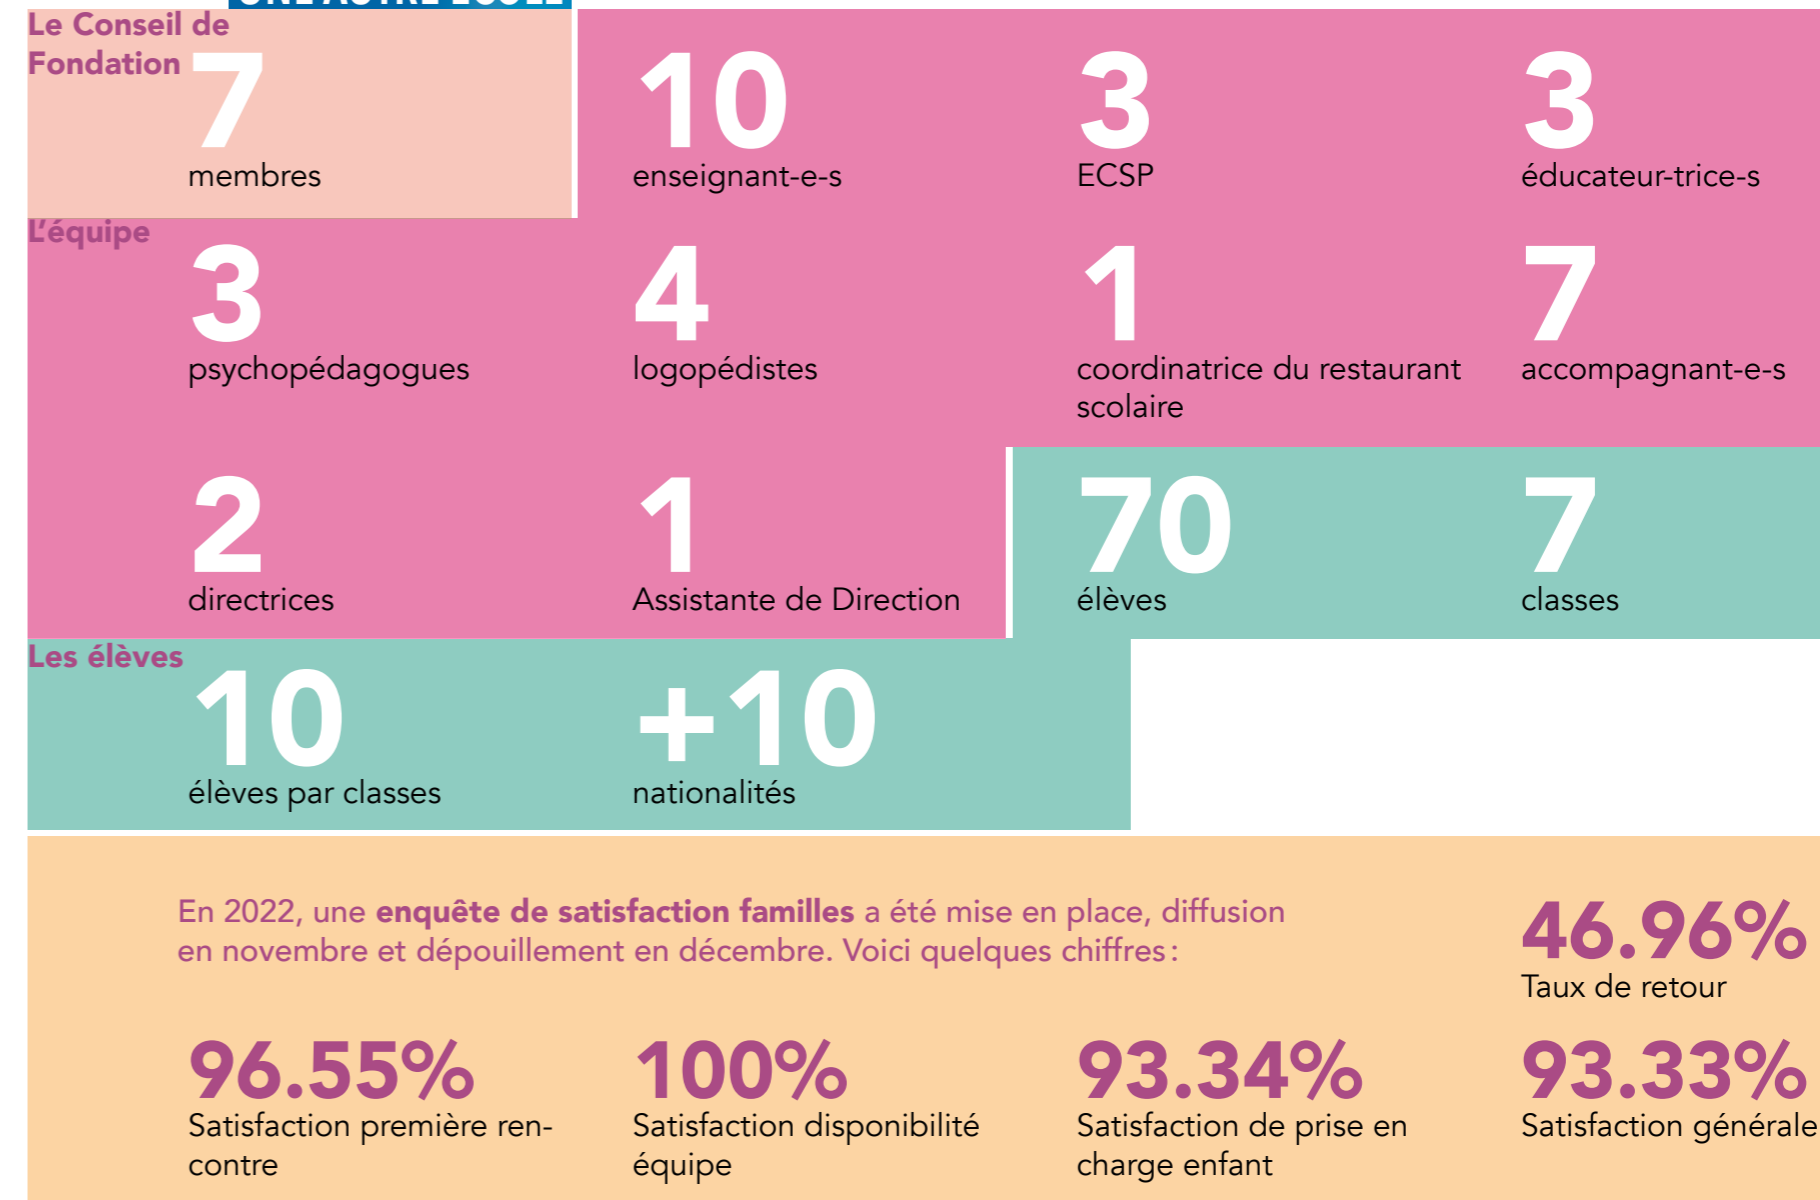 UNE AUTRE ÉCOLE
Le Conseil de
Fondation
7
membres
10
enseignant-e-s
3
ECSP
3
éducateur-trice-s
L'équipe
3
psychopédagogues
4
logopédistes
1
coordinatrice du restaurant
scolaire
7
accompagnant-e-s
2
directrices
1
Assistante de Direction
70
élèves
7
classes
Les élèves
10
élèves par classes
+10
nationalités
En 2022, une enquête de satisfaction familles a été mise en place, diffusion
en novembre et dépouillement en décembre. Voici quelques chiffres :
46.96%
Taux de retour
96.55%
Satisfaction première ren-
contre
100%
Satisfaction disponibilité
équipe
93.34%
Satisfaction de prise en
charge enfant
93.33%
Satisfaction générale